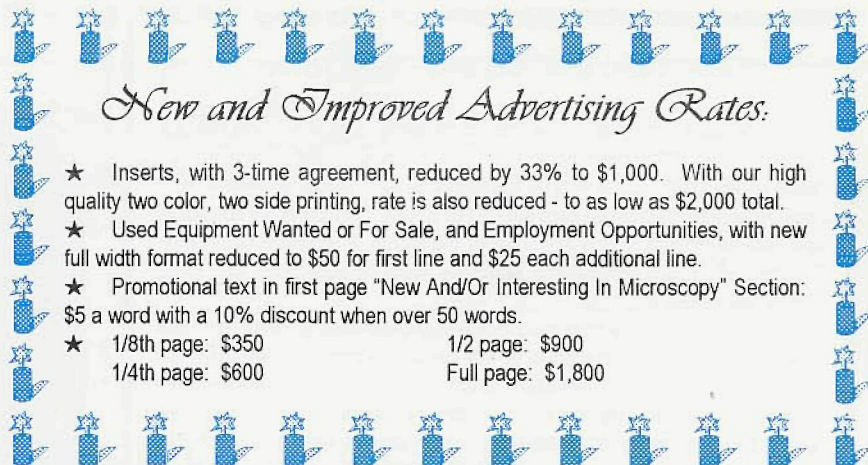 New and Improved Advertising Rates:
★ Inserts, with 3-time agreement, reduced by 33% to $1,000. With our high
quality two color, two side printing, rate is also reduced - to as low as $2,000 total.
★ Used Equipment Wanted or For Sale, and Employment Opportunities, with new
full width format reduced to $50 for first line and $25 each additional line.
★ Promotional text in first page "New And/Or Interesting In Microscopy" Section:
$5 a word with a 10% discount when over 50 words.
★ 1/8th page: $350 1/2 page: $900
1/4th page: $600 Full page: $1,800